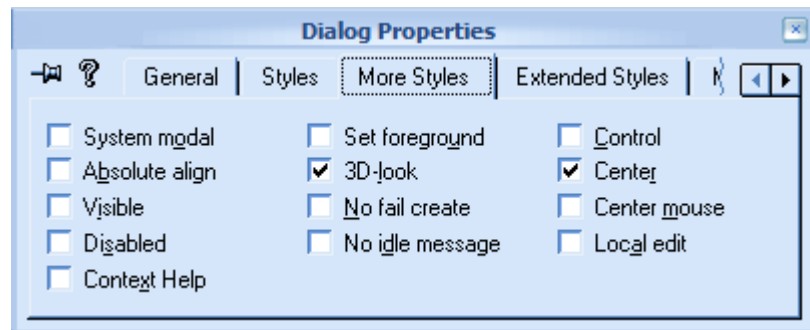 Dialog Properties
General Styles More Styles Extended Styles
System modal Set foreground Control
Absolute align 3D-look Center
Visible No fail create Center mouse
Disabled No idle message Local edit
Context Help